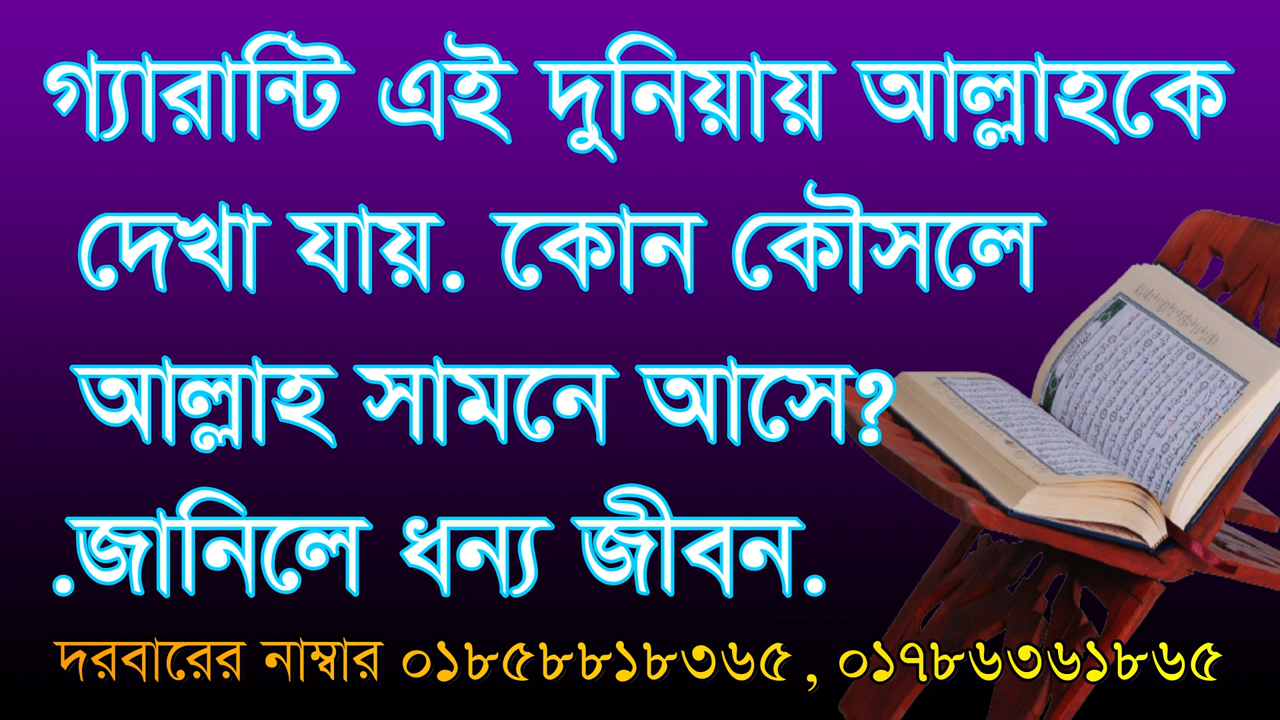 গ্যারান্টি এই দুনিয়ায় আল্লাহকে
দেখা যায়. কোন কৌসলে
আল্লাহ সামনে আসে?
.জানিলে ধন্য জীবন.
দরবারের নাম্বার ০১৮৫৮৮১৮৩৬৫ , ০১৭৮৬৩৬১৮৬৫